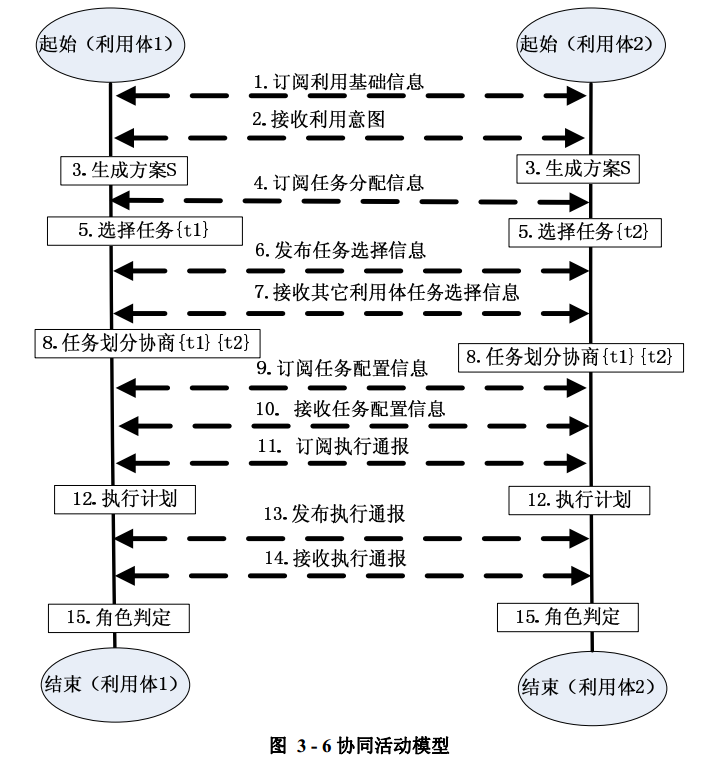 起始（利用体1）
起始（利用体2）
1.订阅利用基础信息
2.接收利用意图
3.生成方案S
3.生成方案S
4.订阅任务分配信息
5.选择任务{t1}
5.选择任务{t2}
6.发布任务选择信息
7.接收其它利用体任务选择信息
8.任务划分协商{t1}{t2}
8.任务划分协商{t1}{t2}
9.订阅任务配置信息
10. 接收任务配置信息
11. 订阅执行通报
12.执行计划
12.执行计划
13.发布执行通报
14.接收执行通报
15.角色判定
15.角色判定
结束（利用体1）
结束（利用体2）
图 3-6 协同活动模型